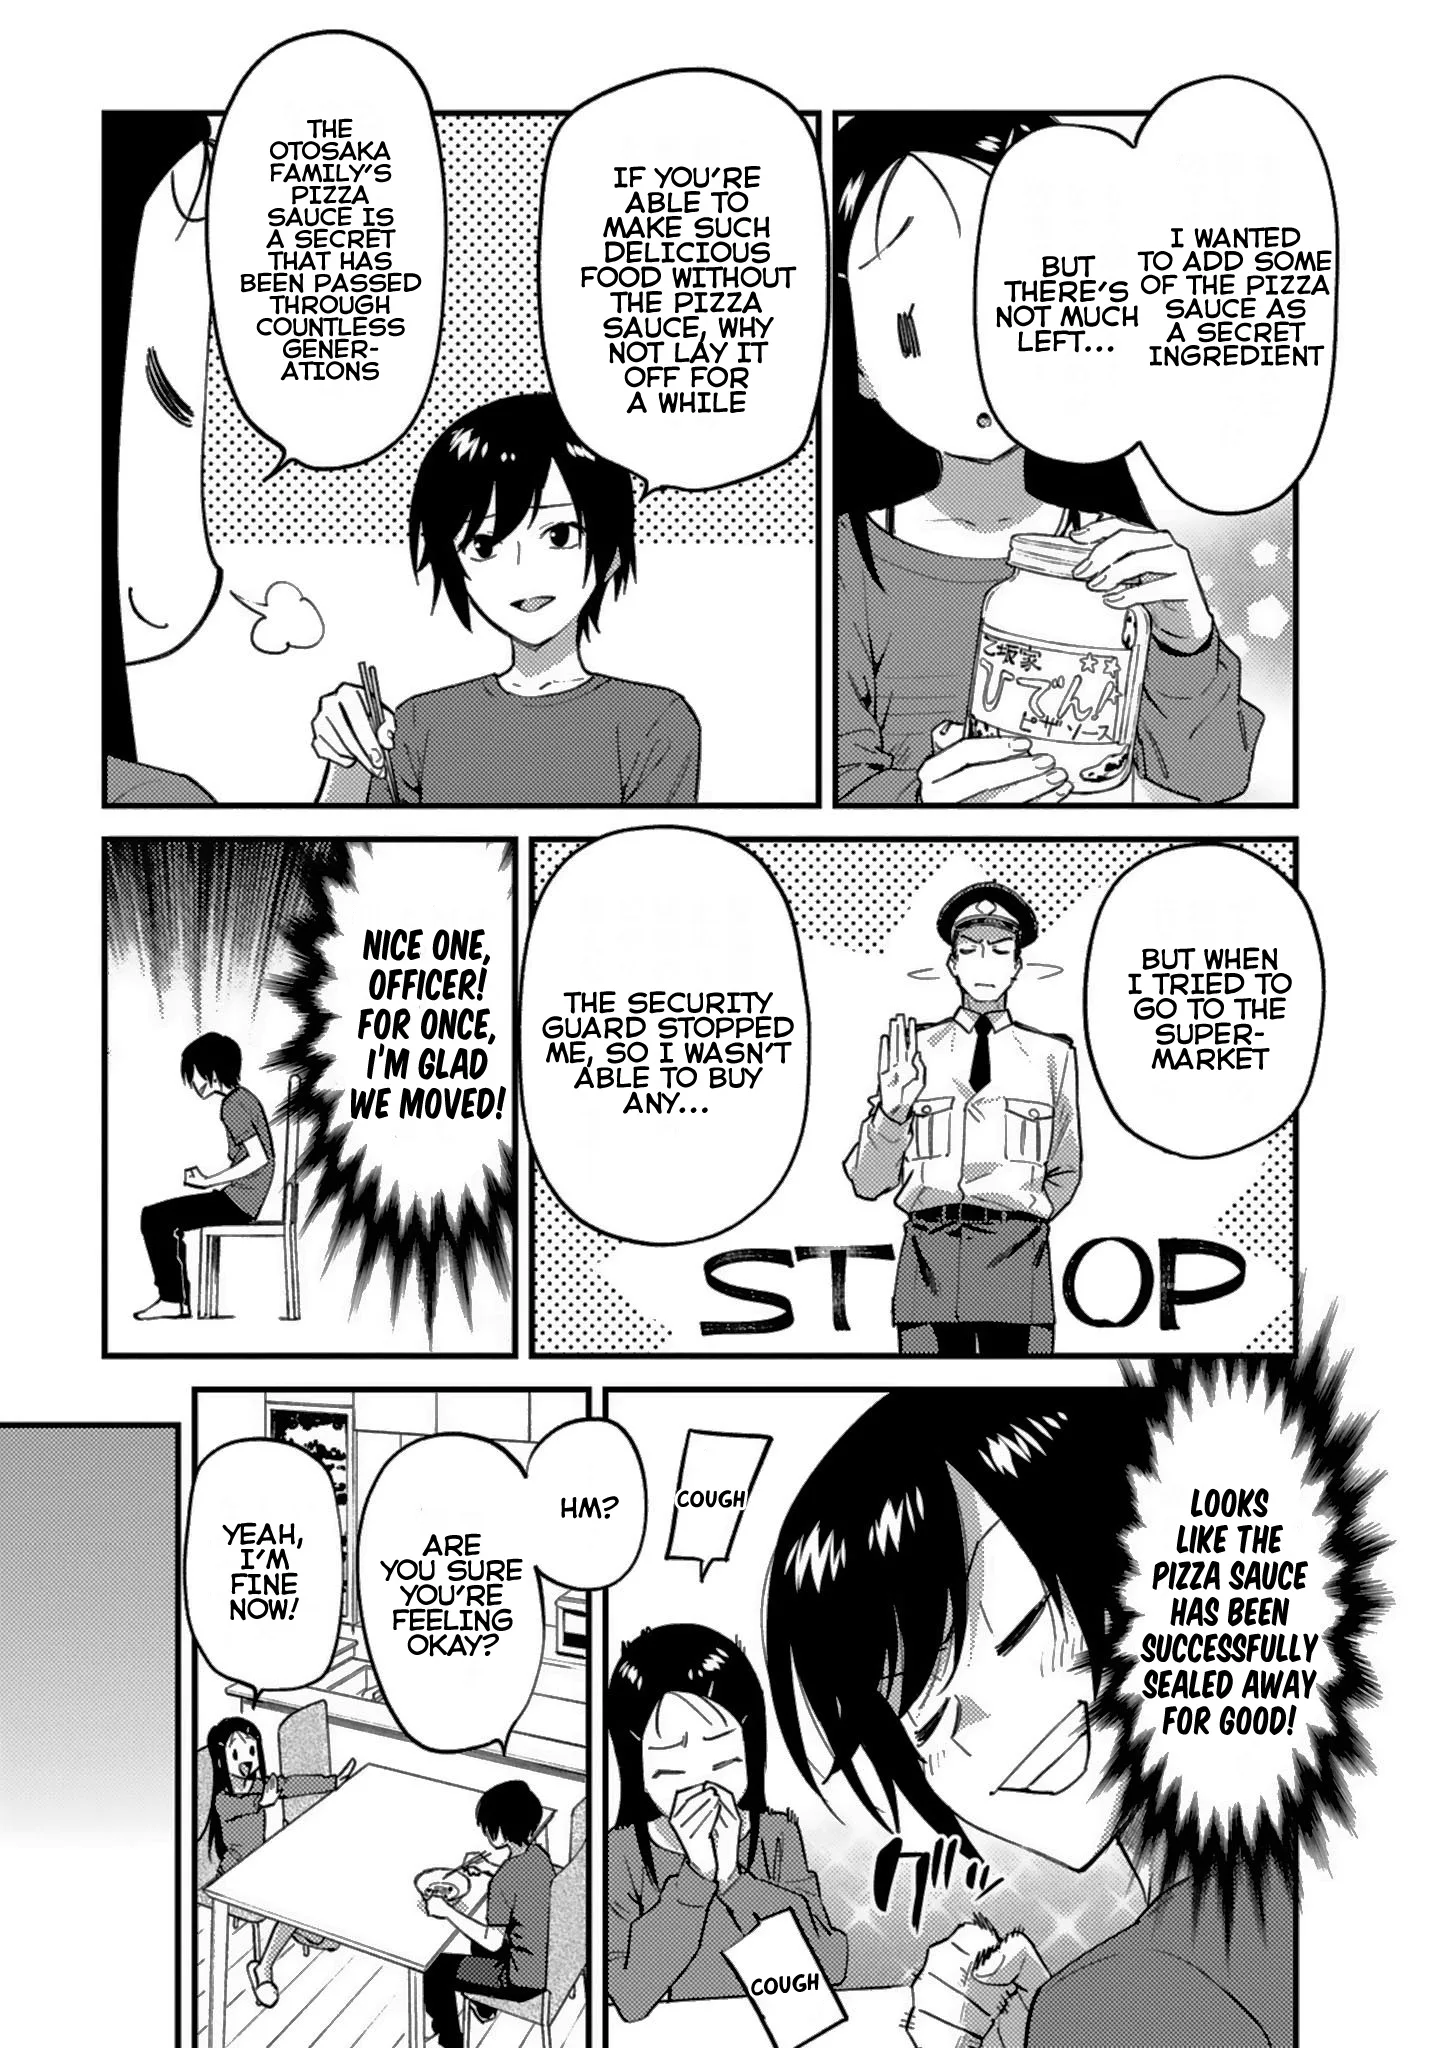 I WANTED
TO ADD SOME
OF THE PIZZA
SAUCE AS
A SECRET
INGREDIENT
BUT
THERE'S
NOT MUCH
LEFT...
乙坂家
ひでん!
ピザソース
IF YOU'RE
ABLE TO
MAKE SUCH
DELICIOUS
FOOD WITHOUT
THE PIZZA
SAUCE, WHY
NOT LAY IT
OFF FOR
A WHILE
THE
OTOSAKA
FAMILY'S
PIZZA
SAUCE IS
A SECRET
THAT HAS
BEEN PASSED
THROUGH
COUNTLESS
GENER-
ATIONS
BUT WHEN
I TRIED TO
GO TO THE
SUPER-
MARKET
THE SECURITY
GUARD STOPPED
ME, SO I WASN'T
ABLE TO BUY
ANY...
STOP
NICE ONE,
OFFICER!
FOR ONCE,
I'M GLAD
WE MOVED!
LOOKS
LIKE THE
PIZZA SAUCE
HAS BEEN
SUCCESSFULLY
SEALED AWAY
FOR GOOD!
COUGH
グッ
COUGH
HM?
ARE
YOU SURE
YOU'RE
FEELING
OKAY?
YEAH,
I'M
FINE
NOW!